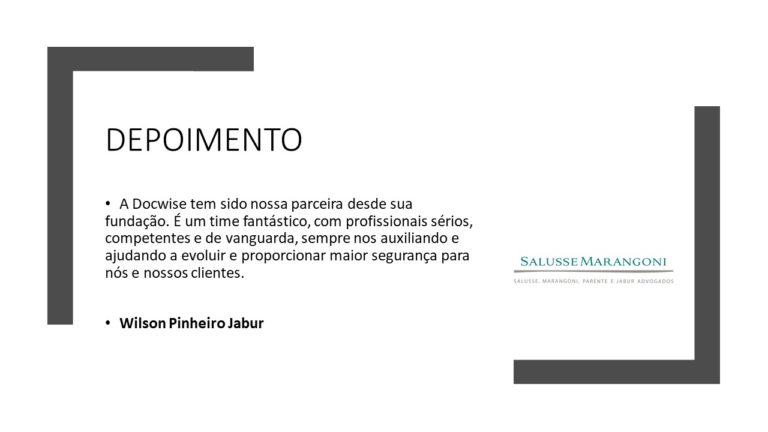 DEPOIMENTO
• A Docwise tem sido nossa parceira desde sua
fundação. É um time fantástico, com profissionais sérios,
competentes e de vanguarda, sempre nos auxiliando e
ajudando a evoluir e proporcionar maior segurança para
nós e nossos clientes.
• Wilson Pinheiro Jabur
SALUSSE MARANGONI
SALUSSE, MARANGONI, PARENTE E JABUR ADVOGADOS